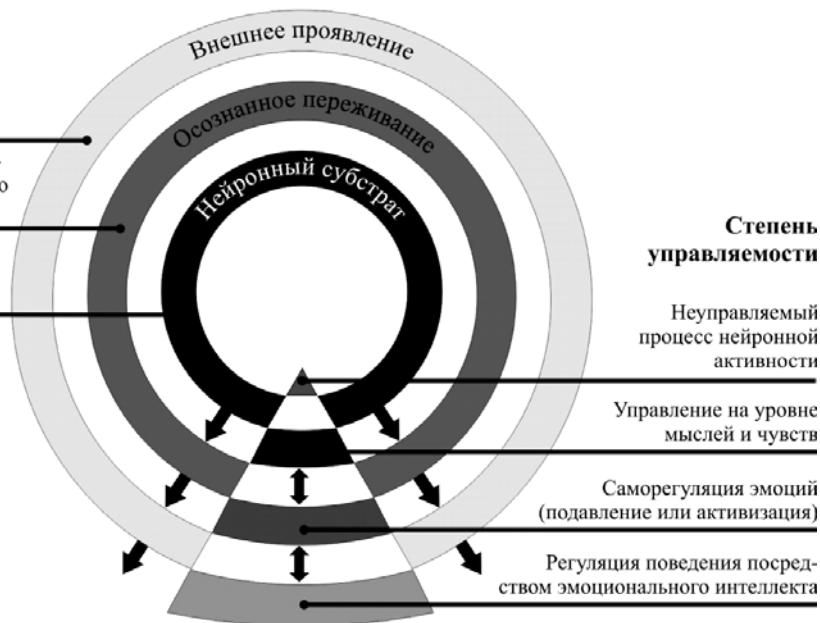 Внешнее проявление
Осознанное переживание
Нейронный субстрат
Степень
управляемости
Неуправляемый
процесс нейронной
активности
Управление на уровне
мыслей и чувств
Саморегуляция эмоций
(подавление или активизация)
Регуляция поведения посред-
ством эмоционального интеллекта